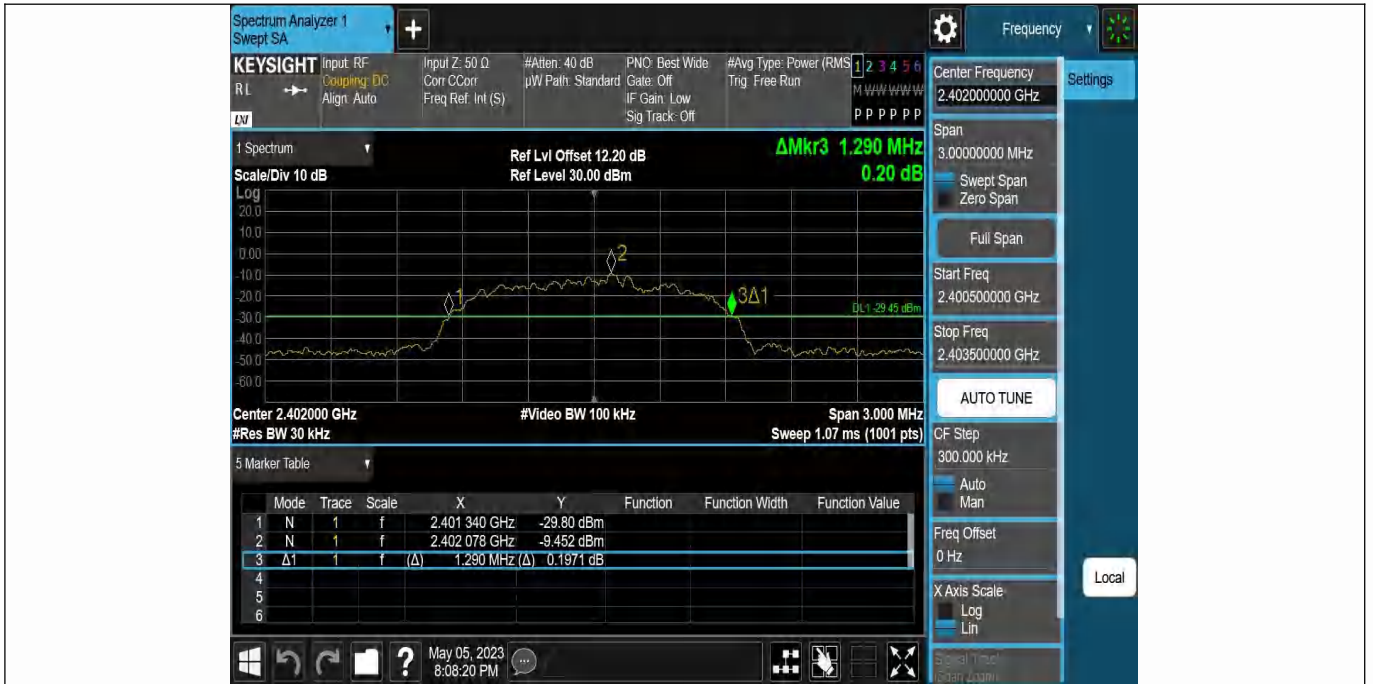 Spectrum Analyzer 1
Swept SA
+
Frequency
KEYSIGHT
RL
LXI
Input: RF
Coupling: DC
Align: Auto
Input Z: 50 Ω
Corr CCorr
Freq Ref: Int (S)
#Atten: 40 dB
µW Path: Standard
PNO: Best Wide
Gate: Off
IF Gain: Low
Sig Track: Off
#Avg Type: Power (RMS
Trig: Free Run
1 2 3 4 5 6
M W W W W W
P P P P P P
1 Spectrum
Scale/Div 10 dB
Ref Lvl Offset 12.20 dB
Ref Level 30.00 dBm
ΔMkr3 1.290 MHz
0.20 dB
Log
20.0
10.0
0.00
-10.0
-20.0
-30.0
-40.0
-50.0
-60.0
1
2
3Δ1
DL1 -29.45 dBm
Center 2.402000 GHz
#Res BW 30 kHz
#Video BW 100 kHz
Span 3.000 MHz
Sweep 1.07 ms (1001 pts)
5 Marker Table
Mode Trace Scale X Y Function Function Width Function Value
1 N 1 f 2.401 340 GHz -29.80 dBm
2 N 1 f 2.402 078 GHz -9.452 dBm
3 Δ1 1 f (Δ) 1.290 MHz (Δ) 0.1971 dB
4
5
6
?
May 05, 2023
8:08:20 PM
Center Frequency
2.402000000 GHz
Settings
Span
3.00000000 MHz
Swept Span
Zero Span
Full Span
Start Freq
2.400500000 GHz
Stop Freq
2.403500000 GHz
AUTO TUNE
CF Step
300.000 kHz
Auto
Man
Freq Offset
0 Hz
X Axis Scale
Log
Lin
Signal Track
(Span Zoom)
Local